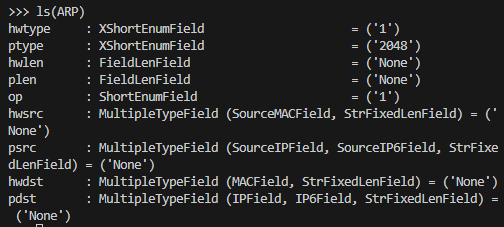 >>> ls(ARP)
hwtype     : XShortEnumField                     = ('1')
ptype      : XShortEnumField                     = ('2048')
hwlen      : FieldLenField                       = ('None')
plen       : FieldLenField                       = ('None')
op         : ShortEnumField                      = ('1')
hwsrc      : MultipleTypeField (SourceMACField, StrFixedLenField) = ('
None')
psrc       : MultipleTypeField (SourceIPField, SourceIP6Field, StrFixe
dLenField) = ('None')
hwdst      : MultipleTypeField (MACField, StrFixedLenField) = ('None')
pdst       : MultipleTypeField (IPField, IP6Field, StrFixedLenField) =
 ('None')